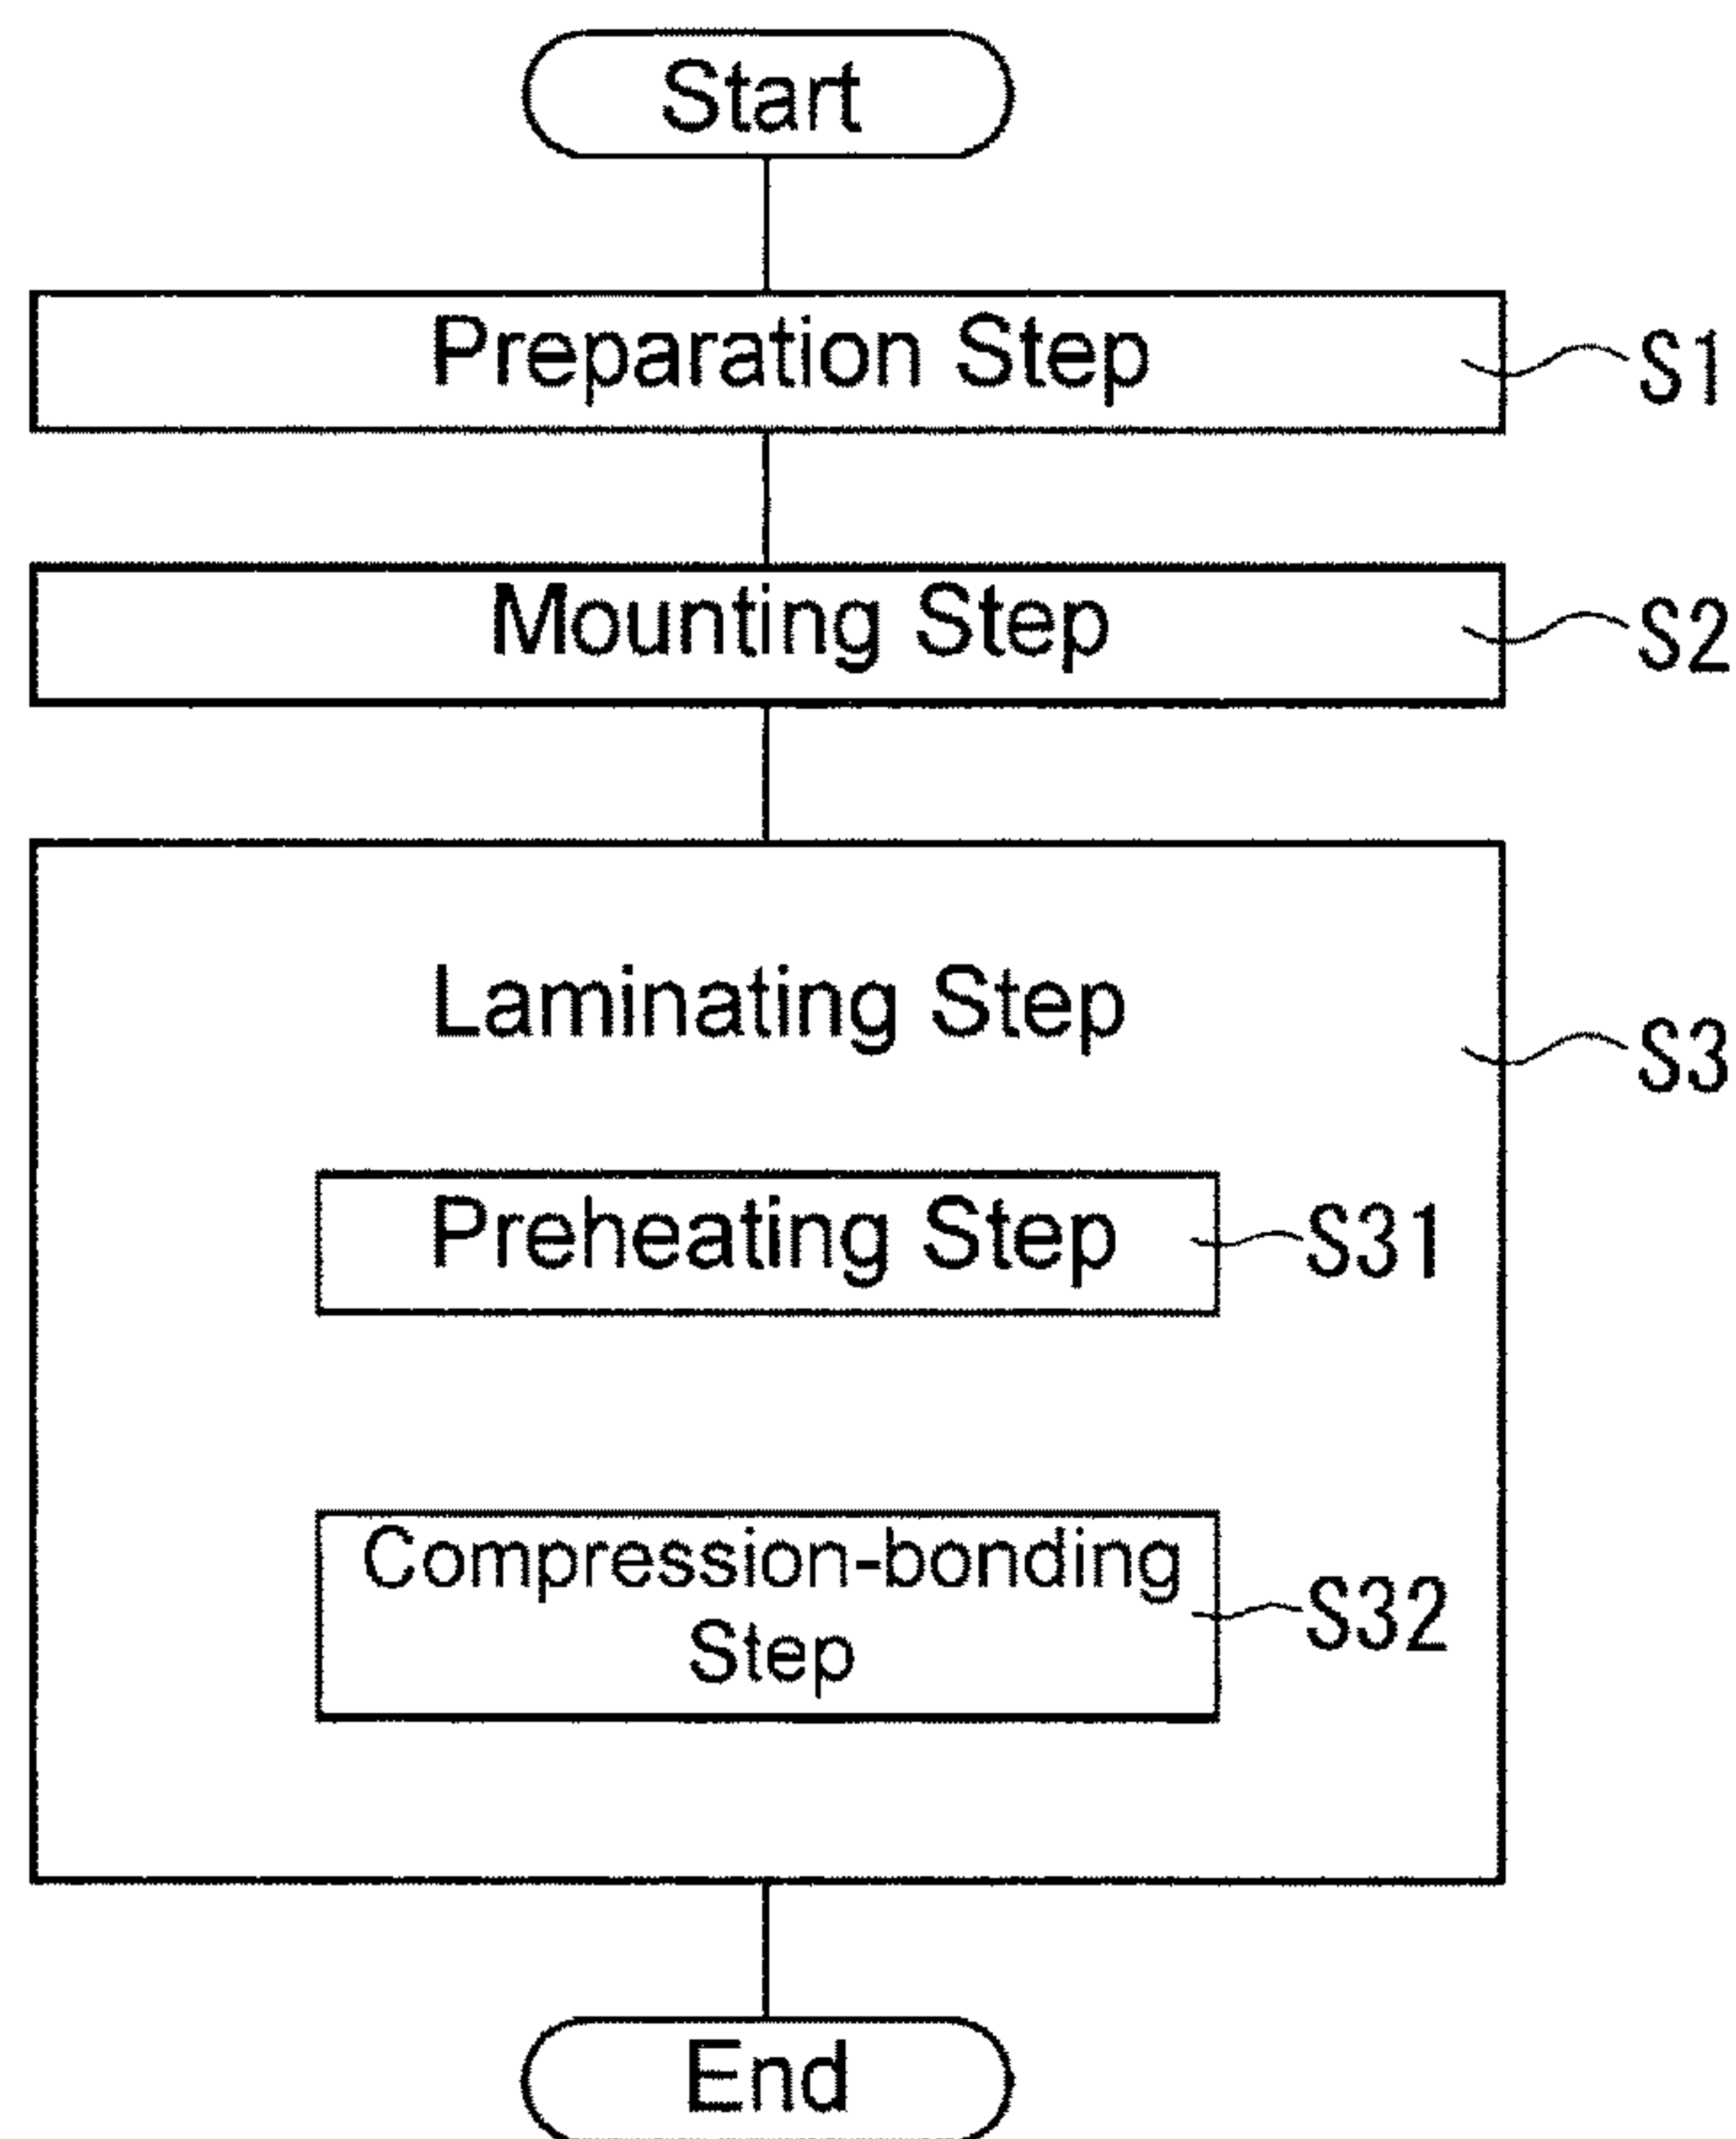 Start
Preparation Step
S1
Mounting Step
S2
Laminating Step
S3
Preheating Step
S31
Compression-bonding
Step
S32
End